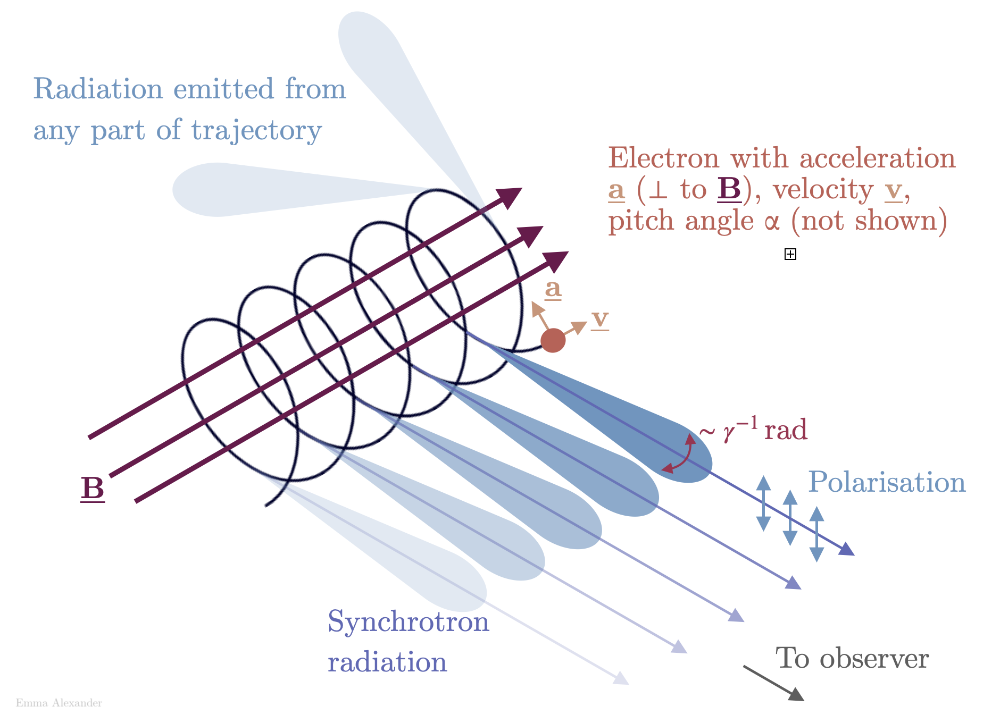 Radiation emitted from
any part of trajectory
Electron with acceleration
a (⊥ to B), velocity v,
pitch angle α (not shown)
a
v
~ γ⁻¹ rad
B
Polarisation
Synchrotron
radiation
To observer
Emma Alexander